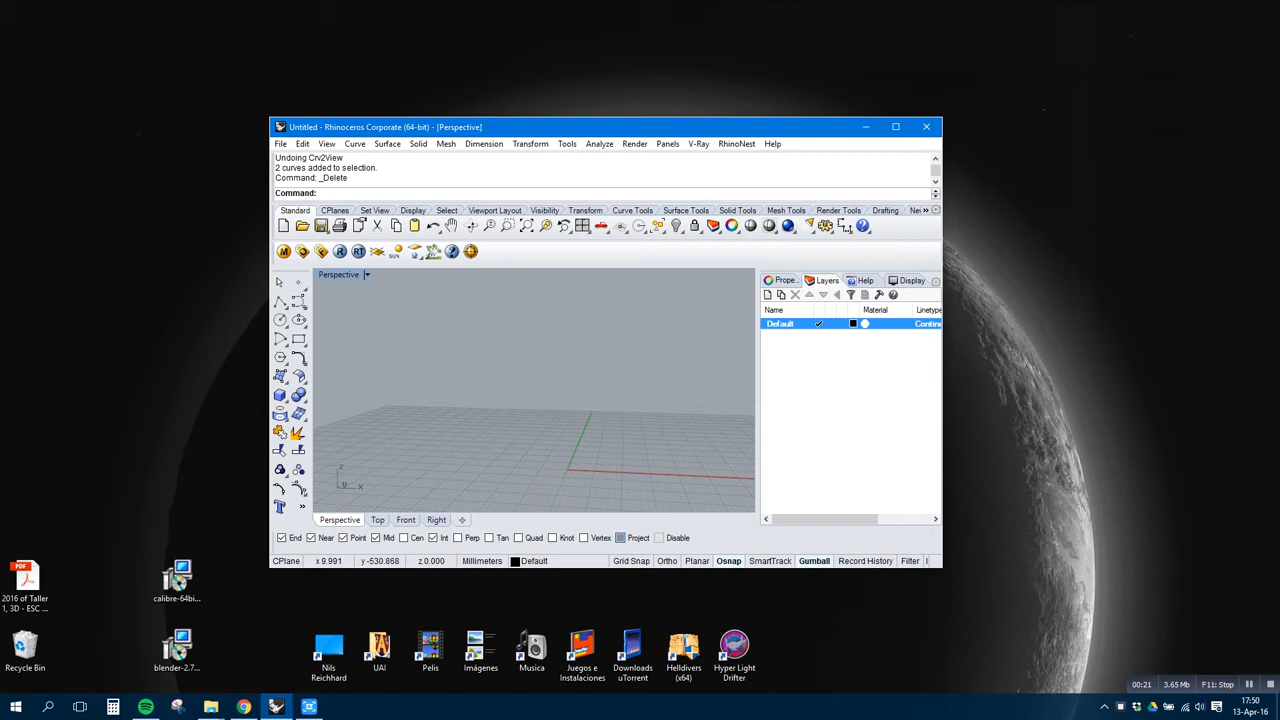 Untitled - Rhinoceros Corporate (64-bit) - [Perspective]
File Edit View Curve Surface Solid Mesh Dimension Transform Tools Analyze Render Panels V-Ray RhinoNest Help
Undoing Crv2View
2 curves added to selection.
Command: _Delete
Command:
Standard CPlanes Set View Display Select Viewport Layout Visibility Transform Curve Tools Surface Tools Solid Tools Mesh Tools Render Tools Drafting Nei »
M R RT SUN
Perspective
Prope... Layers Help Display
Name Material Linetype
Default Contin
z
x
Perspective Top Front Right
End Near Point Mid Cen Int Perp Tan Quad Knot Vertex Project Disable
CPlane x 9.991 y -530.868 z 0.000 Millimeters Default Grid Snap Ortho Planar Osnap SmartTrack Gumball Record History Filter
PDF
2016 of Taller 1, 3D - ESC ...
calibre-64bi...
Recycle Bin
blender-2.7...
Nils Reichhard
UAI
Pelis
Imágenes
Musica
Juegos e Instalaciones
Downloads uTorrent
Helldivers (x64)
Hyper Light Drifter
00:21 3.65 Mb F11: Stop
17:50
13-Apr-16